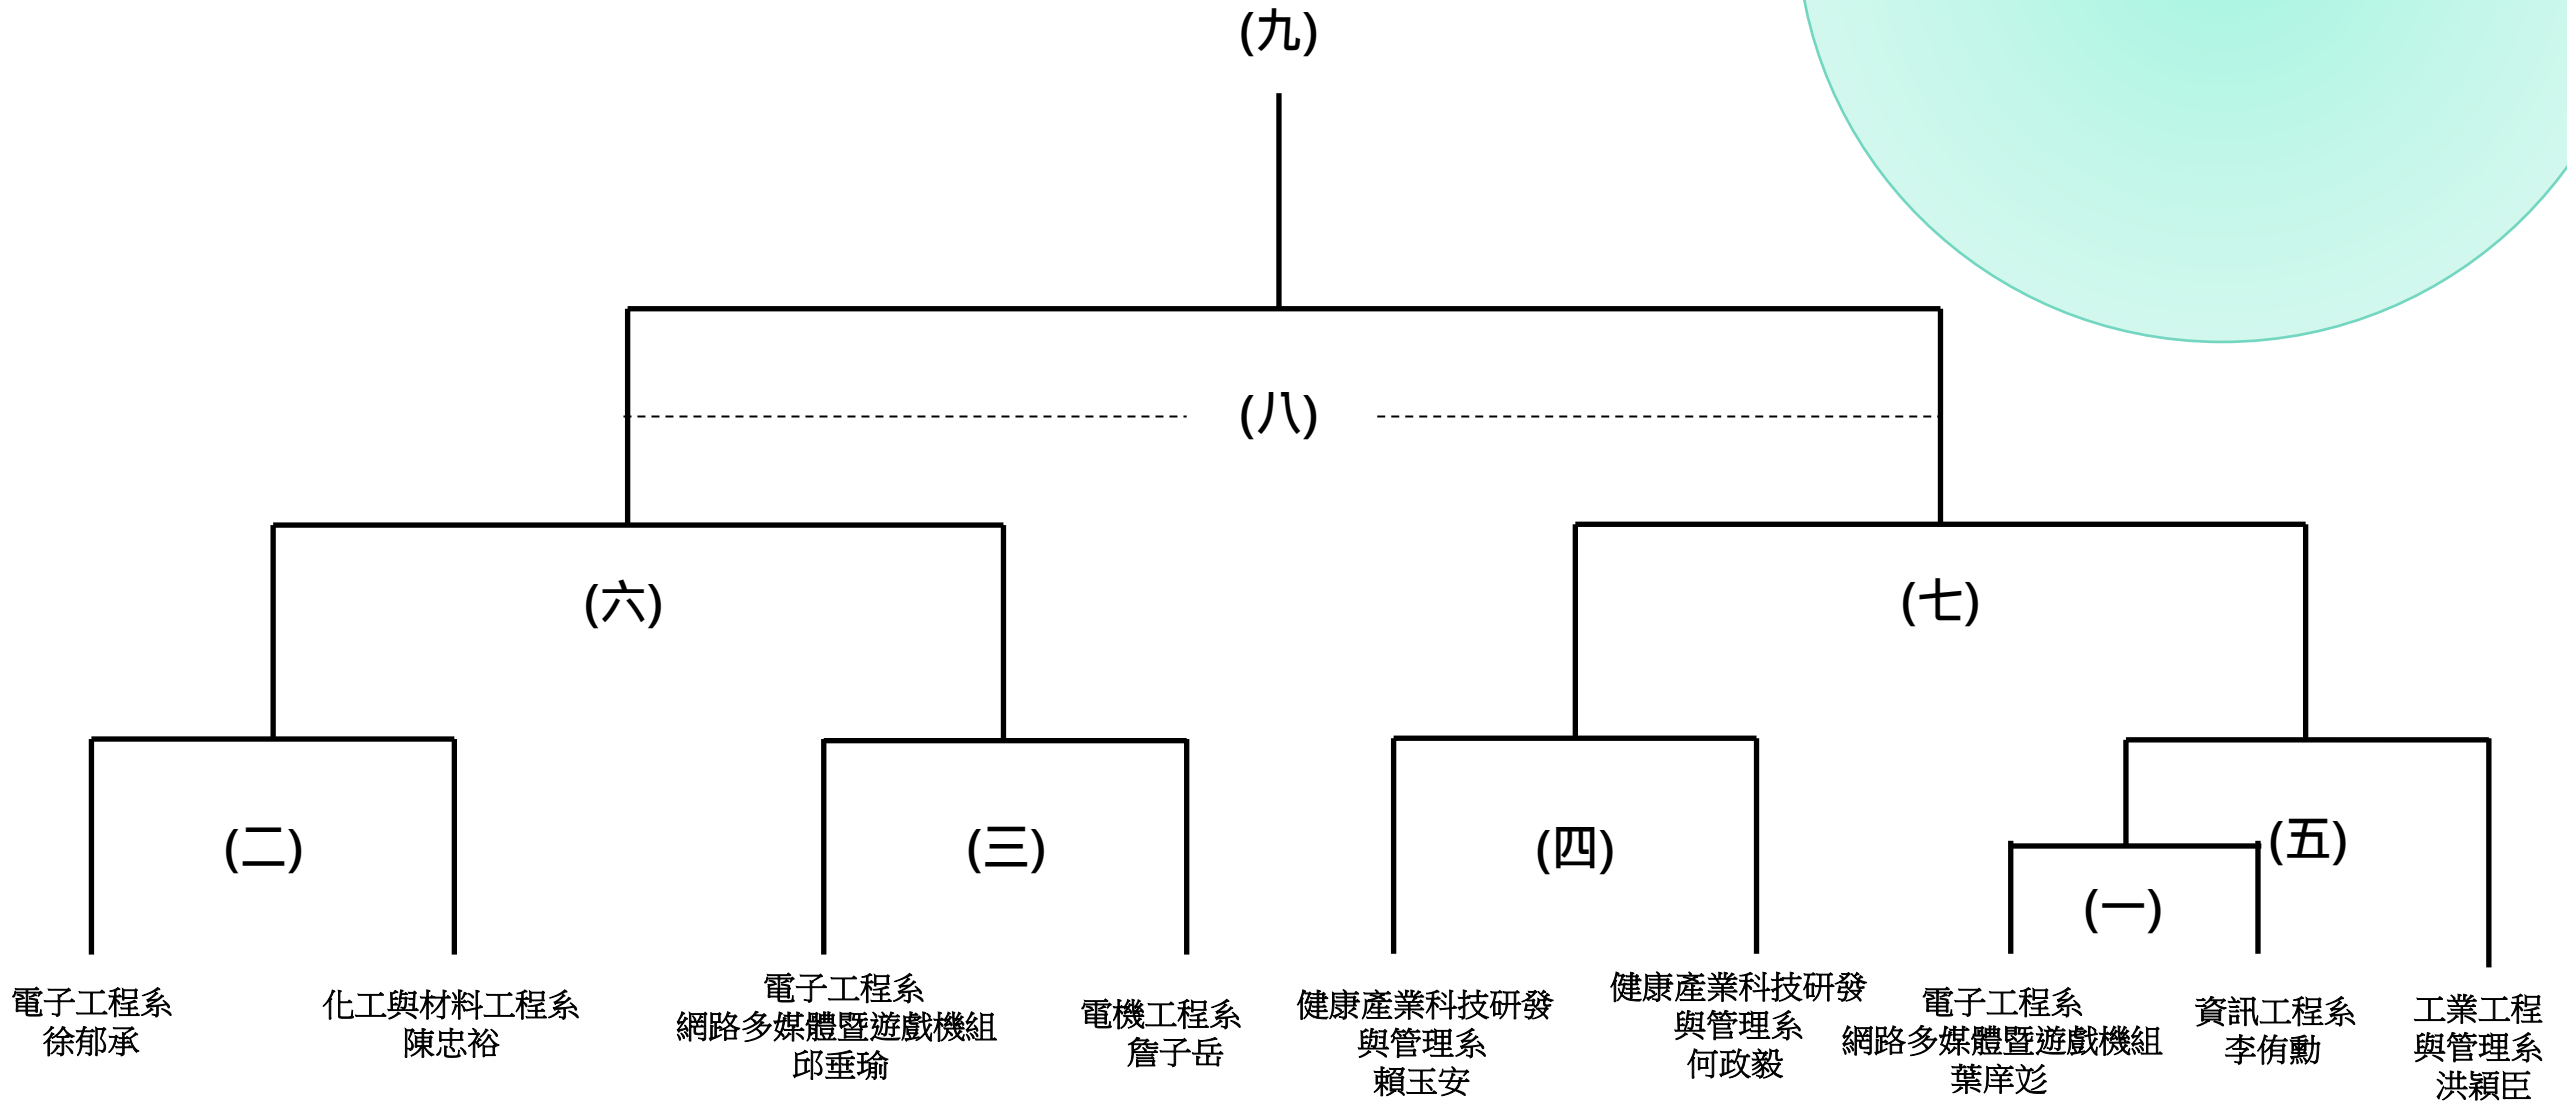 (九)
(八)
(六)
(七)
(二)
(三)
(四)
(五)
(一)
電子工程系
徐郁承
化工與材料工程系
陳忠裕
電子工程系
網路多媒體暨遊戲機組
邱垂瑜
電機工程系
詹子岳
健康產業科技研發
與管理系
賴玉安
健康產業科技研發
與管理系
何政毅
電子工程系
網路多媒體暨遊戲機組
葉庠彣
資訊工程系
李侑勳
工業工程
與管理系
洪穎臣